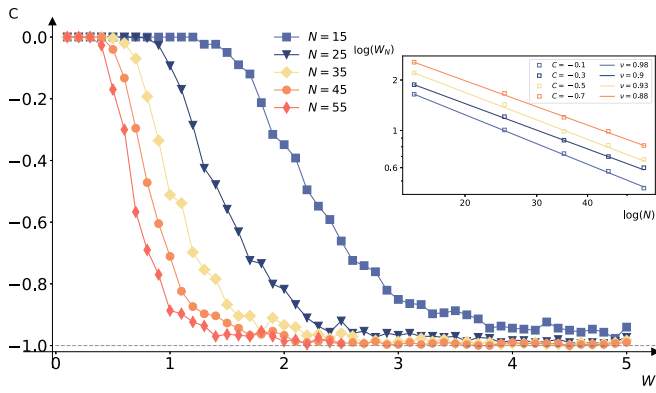 C
0.0
−0.2
−0.4
−0.6
−0.8
−1.0
0
1
2
3
4
5
W
N = 15
N = 25
N = 35
N = 45
N = 55
log(W_N)
2
1
0.6
20
30
40
log(N)
C = −0.1
C = −0.3
C = −0.5
C = −0.7
ν = 0.98
ν = 0.9
ν = 0.93
ν = 0.88